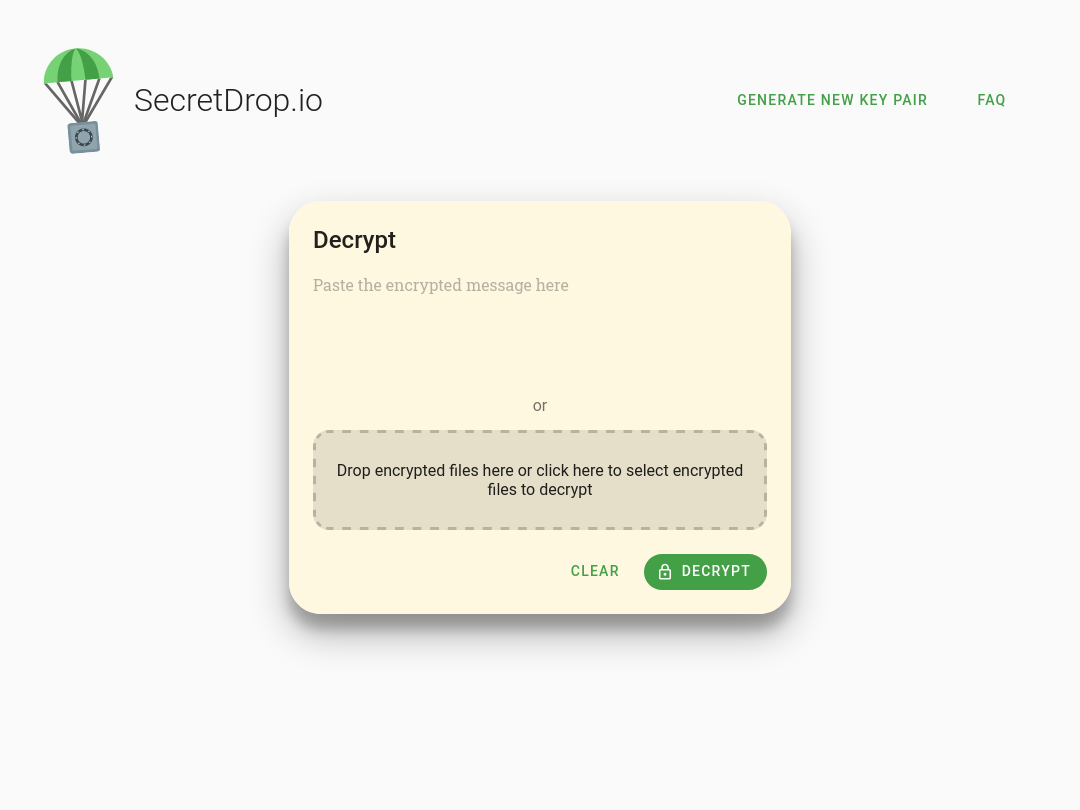 SecretDrop.io
GENERATE NEW KEY PAIR
FAQ
Decrypt
Paste the encrypted message here
or
Drop encrypted files here or click here to select encrypted
files to decrypt
CLEAR
DECRYPT